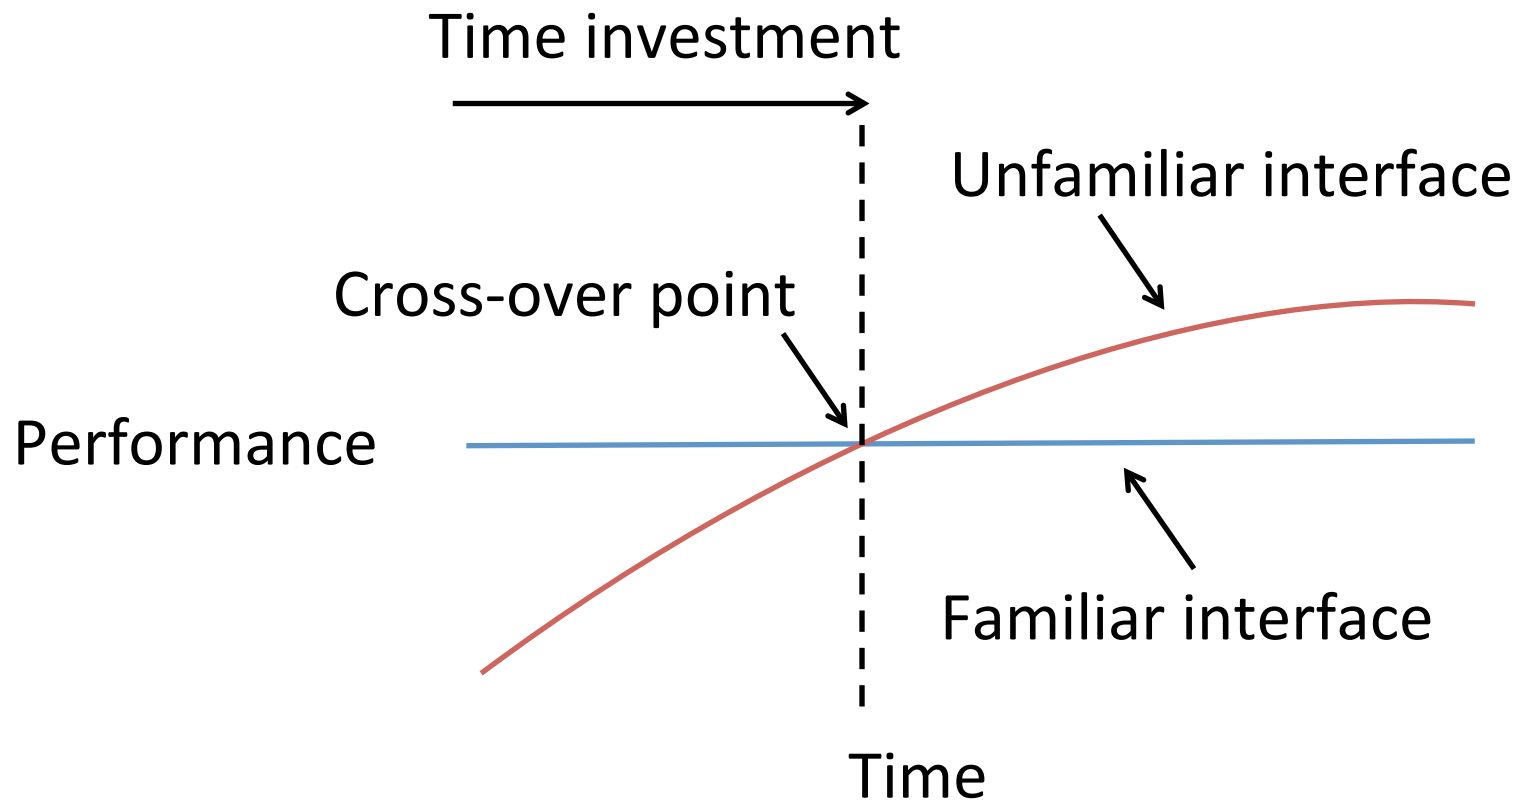 Time investment
Unfamiliar interface
Cross-over point
Performance
Familiar interface
Time